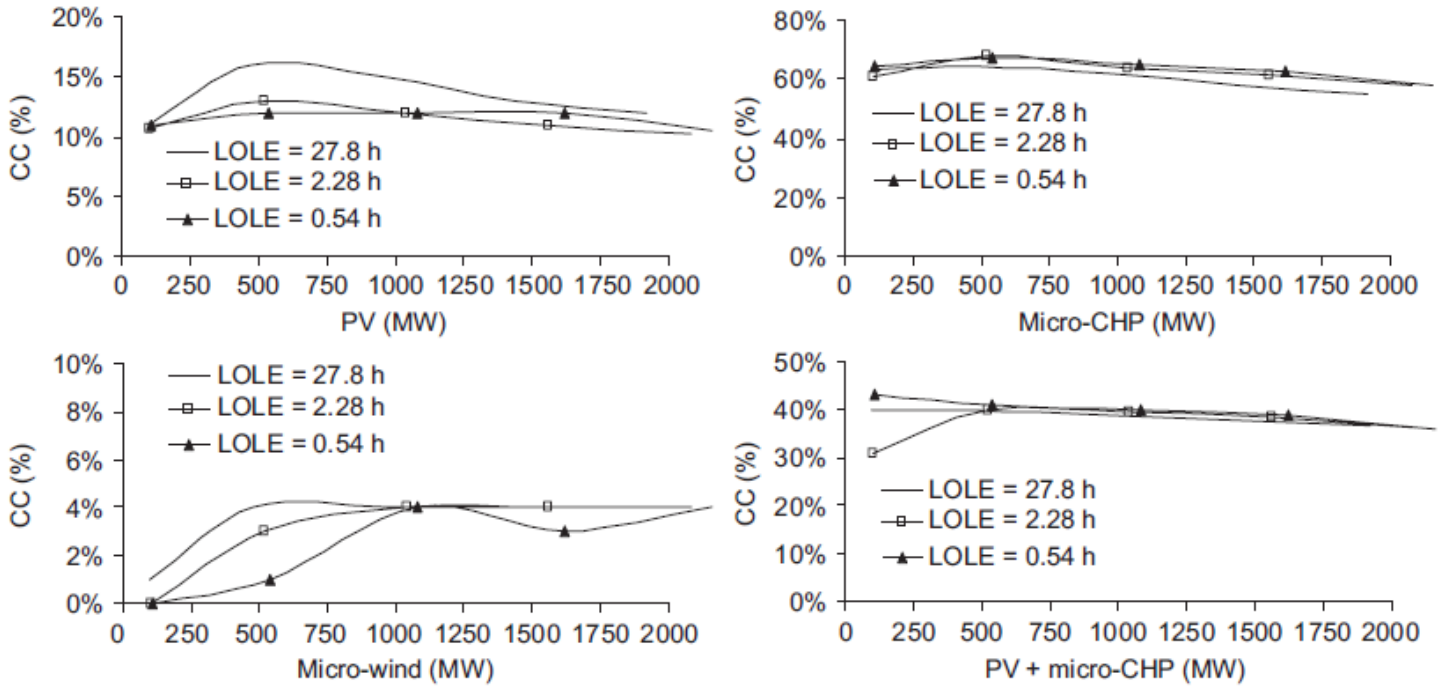 20%
15%
10%
5%
0%
CC (%)
LOLE = 27.8 h
LOLE = 2.28 h
LOLE = 0.54 h
0 250 500 750 1000 1250 1500 1750 2000
PV (MW)
80%
60%
40%
20%
0%
CC (%)
LOLE = 27.8 h
LOLE = 2.28 h
LOLE = 0.54 h
0 250 500 750 1000 1250 1500 1750 2000
Micro-CHP (MW)
10%
8%
6%
4%
2%
0%
CC (%)
LOLE = 27.8 h
LOLE = 2.28 h
LOLE = 0.54 h
0 250 500 750 1000 1250 1500 1750 2000
Micro-wind (MW)
50%
40%
30%
20%
10%
0%
CC (%)
LOLE = 27.8 h
LOLE = 2.28 h
LOLE = 0.54 h
0 250 500 750 1000 1250 1500 1750 2000
PV + micro-CHP (MW)